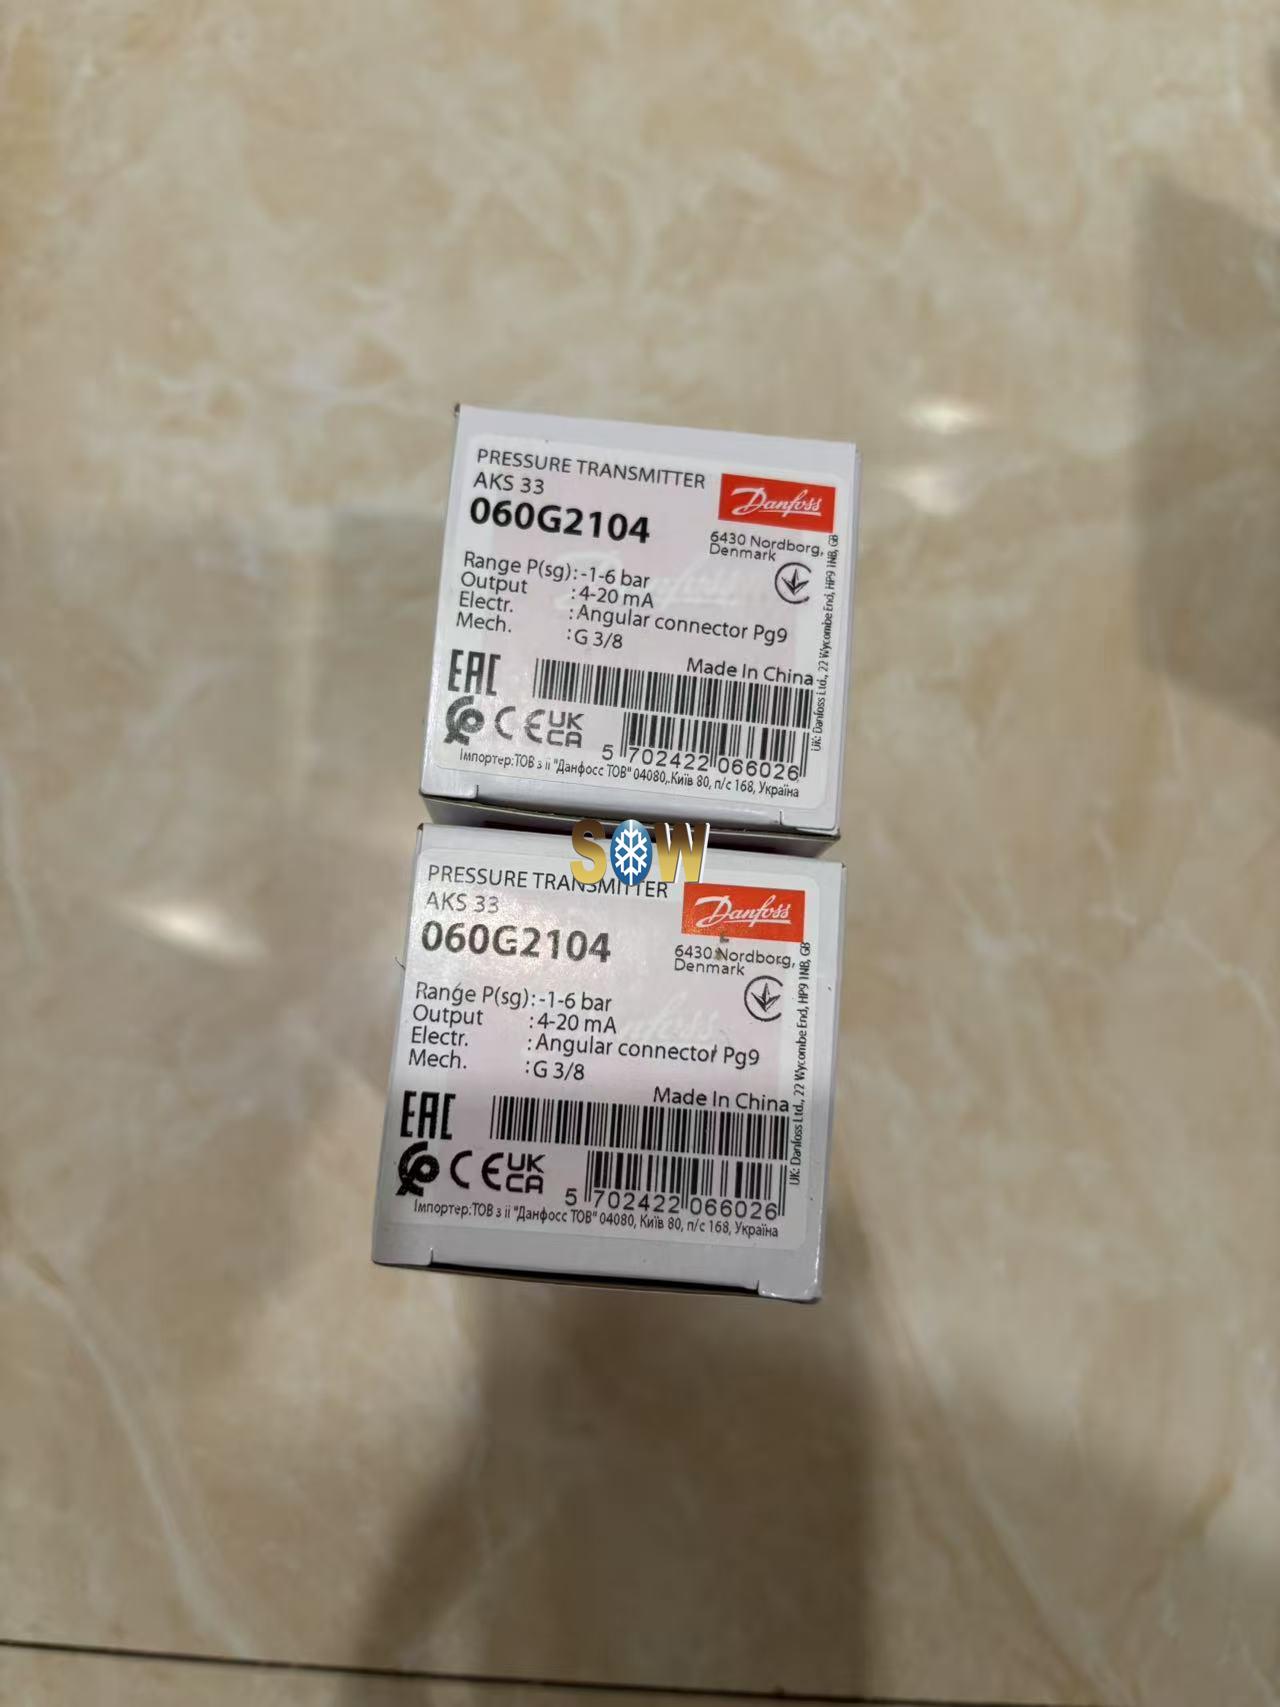 PRESSURE TRANSMITTER
AKS 33
060G2104
Danfoss
6430 Nordborg,
Denmark
Range P(sg): -1-6 bar
Output : 4-20 mA
Electr. : Angular connector Pg9
Mech. : G 3/8
Made In China
EAC
CE UK
CA
5 702422 066026
Імпортер:ТОВ з іі "Данфосс ТОВ" 04080, Київ 80, п/с 168, Україна
UK: Danfoss Ltd., 22 Wycombe End, HP9 1NB, GB
SOW
PRESSURE TRANSMITTER
AKS 33
060G2104
Danfoss
6430 Nordborg,
Denmark
Range P(sg): -1-6 bar
Output : 4-20 mA
Electr. : Angular connector Pg9
Mech. : G 3/8
Made In China
EAC
CE UK
CA
5 702422 066026
Імпортер:ТОВ з іі "Данфосс ТОВ" 04080, Київ 80, п/с 168, Україна
UK: Danfoss Ltd., 22 Wycombe End, HP9 1NB, GB